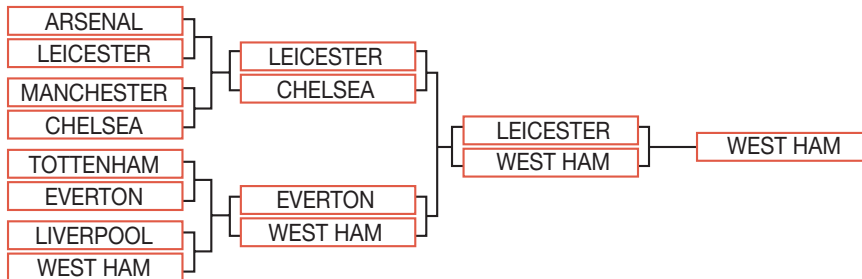 ARSENAL
LEICESTER
MANCHESTER
CHELSEA
TOTTENHAM
EVERTON
LIVERPOOL
WEST HAM
LEICESTER
CHELSEA
EVERTON
WEST HAM
LEICESTER
WEST HAM
WEST HAM